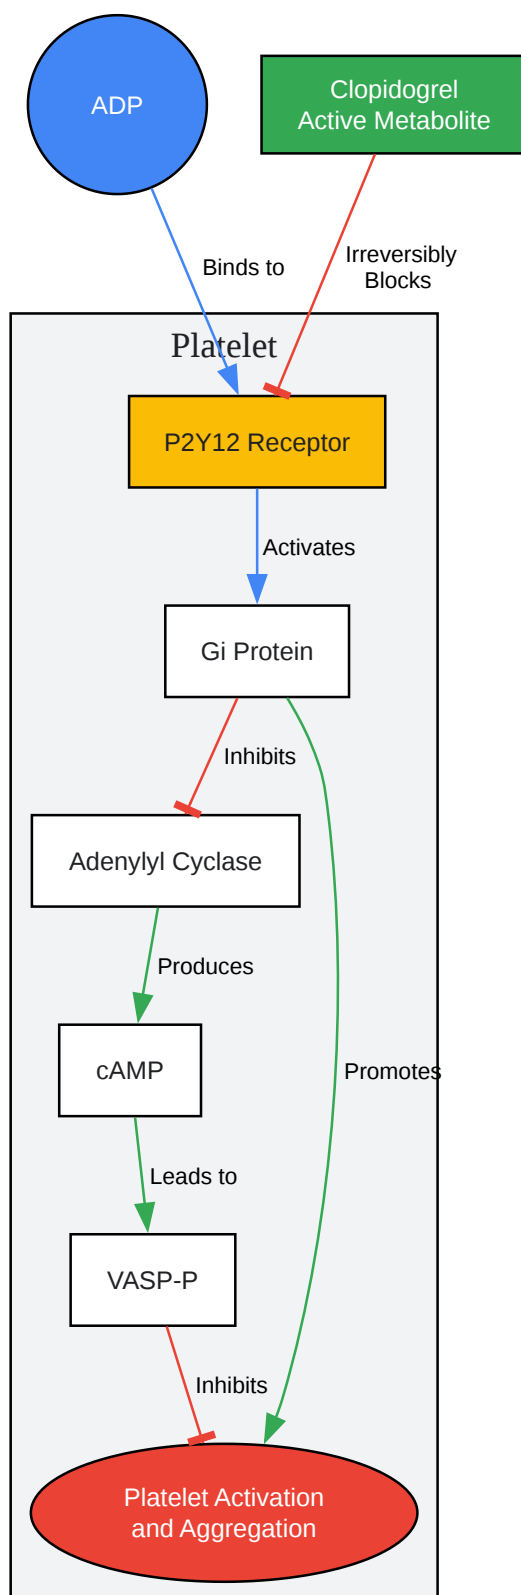 ADP
Clopidogrel
Active Metabolite
Binds to
Irreversibly
Blocks
Platelet
P2Y12 Receptor
Activates
Gi Protein
Inhibits
Adenylyl Cyclase
Produces
cAMP
Promotes
Leads to
VASP-P
Inhibits
Platelet Activation
and Aggregation